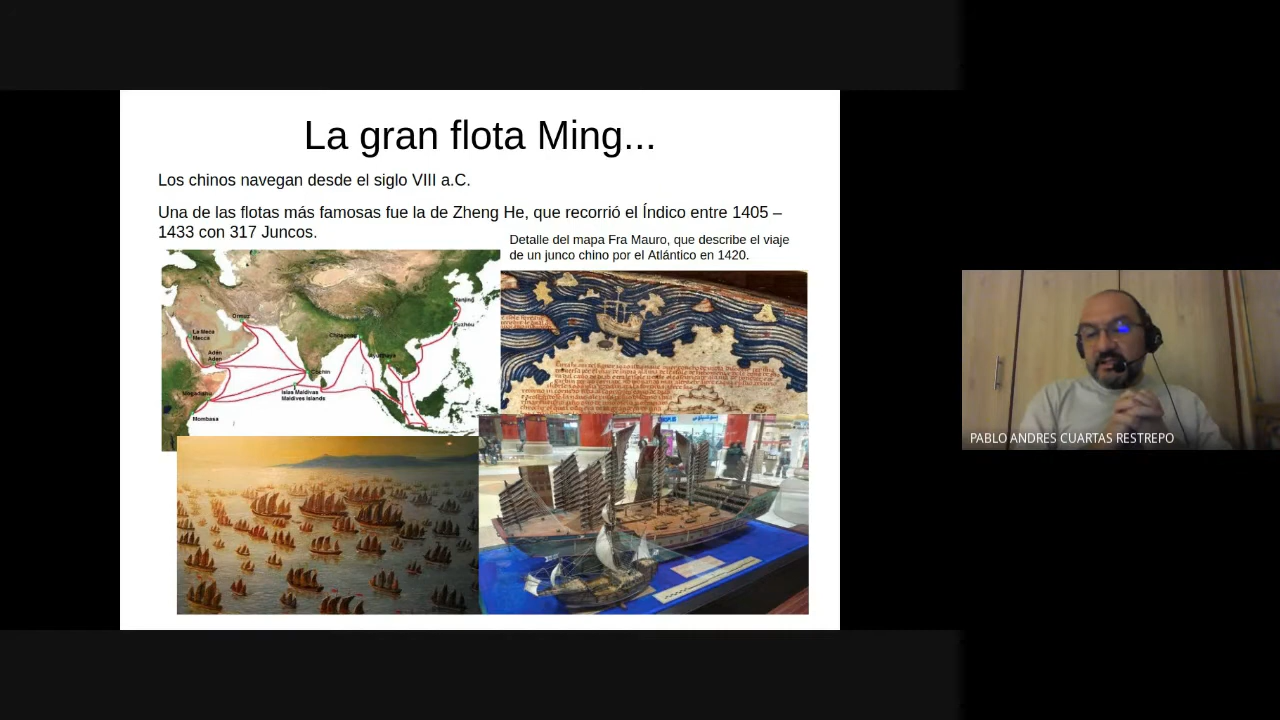 La gran flota Ming...
Los chinos navegan desde el siglo VIII a.C.
Una de las flotas más famosas fue la de Zheng He, que recorrió el Índico entre 1405 –
1433 con 317 Juncos.
Detalle del mapa Fra Mauro, que describe el viaje
de un junco chino por el Atlántico en 1420.
Nanjing
Fuzhou
Ormuz
La Meca
Mecca
Chittagong
Ayutthaya
Adén
Aden
Cochin
Islas Maldivas
Maldives Islands
Mogadishu
Mombasa
PABLO ANDRES CUARTAS RESTREPO